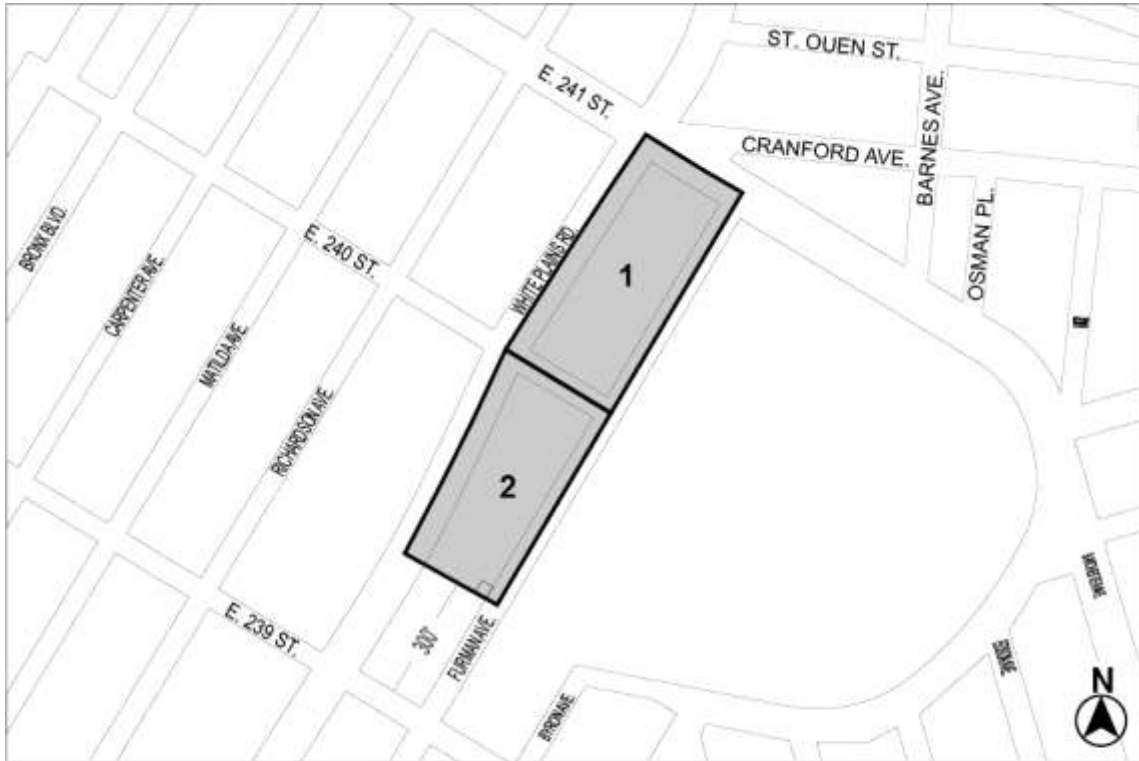 ST. OUEN ST.
E. 241 ST.
BARNES AVE.
CRANFORD AVE.
OSMAN PL.
BRONX BLVD.
E. 240 ST.
WHITE PLAINS RD.
1
CARPENTER AVE.
MATILDA AVE.
RICHARDSON AVE.
2
E. 239 ST.
300'
FURMAN AVE.
BYRON AVE.
N